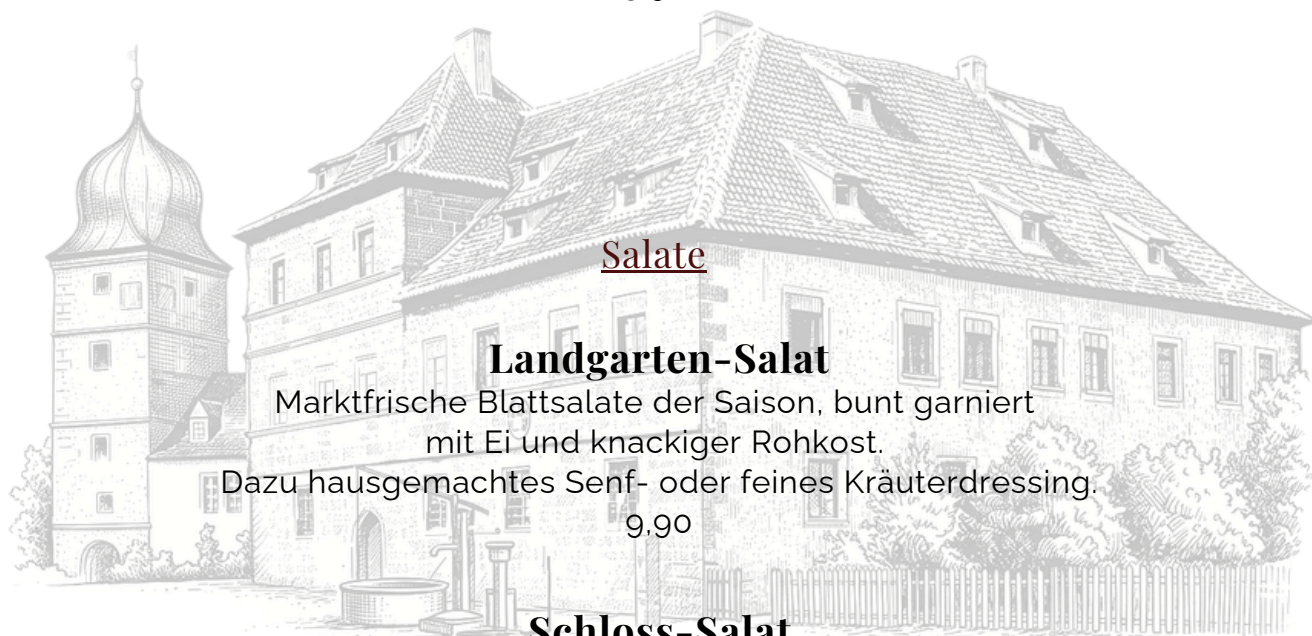 Salate
Landgarten-Salat
Marktfrische Blattsalate der Saison, bunt garniert
mit Ei und knackiger Rohkost.
Dazu hausgemachtes Senf- oder feines Kräuterdressing.
9,90
Schloss-Salat